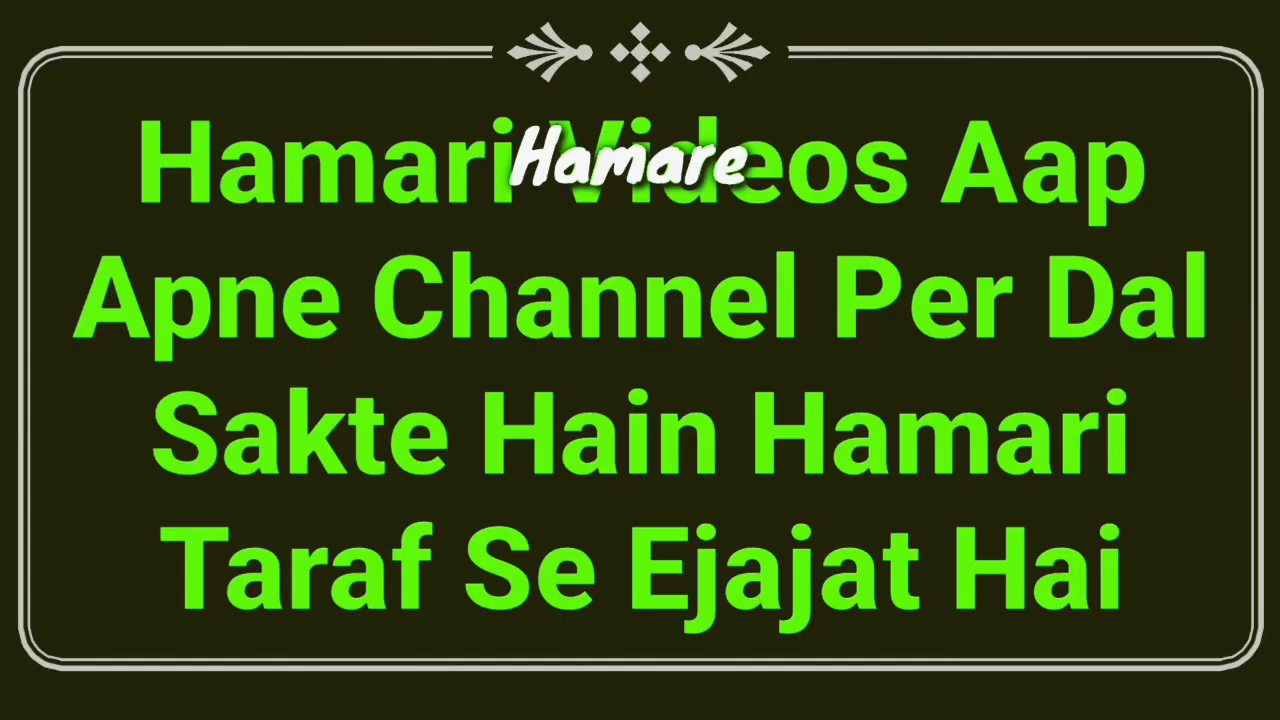 Hamari Videos Aap
Hamare
Apne Channel Per Dal
Sakte Hain Hamari
Taraf Se Ejajat Hai